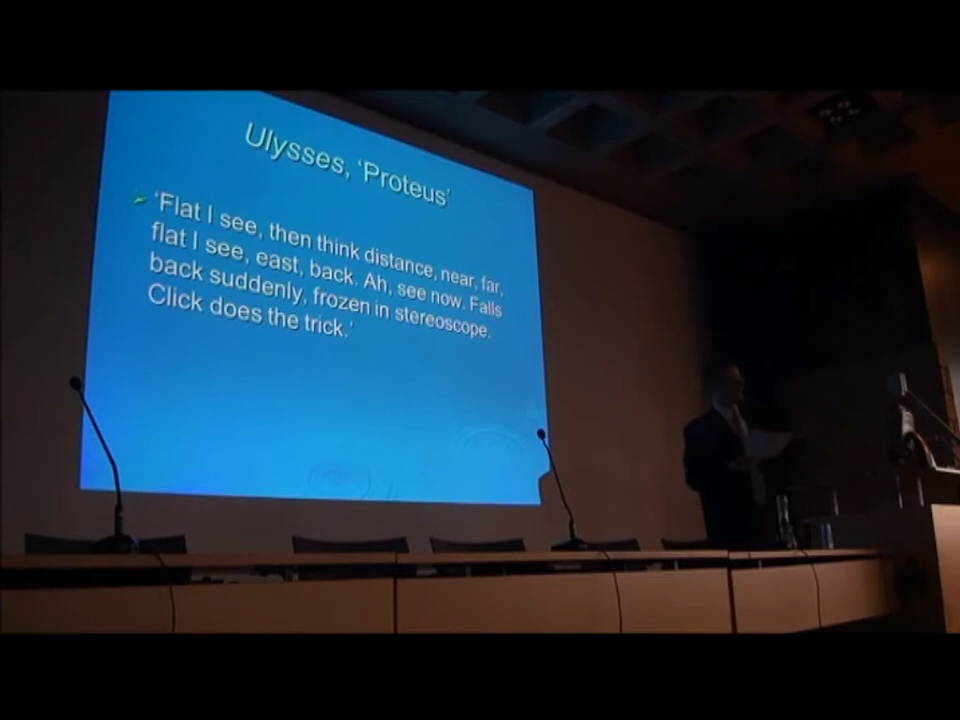 Ulysses, 'Proteus'
'Flat I see, then think distance, near, far,
flat I see, east, back. Ah, see now. Falls
back suddenly, frozen in stereoscope.
Click does the trick.'